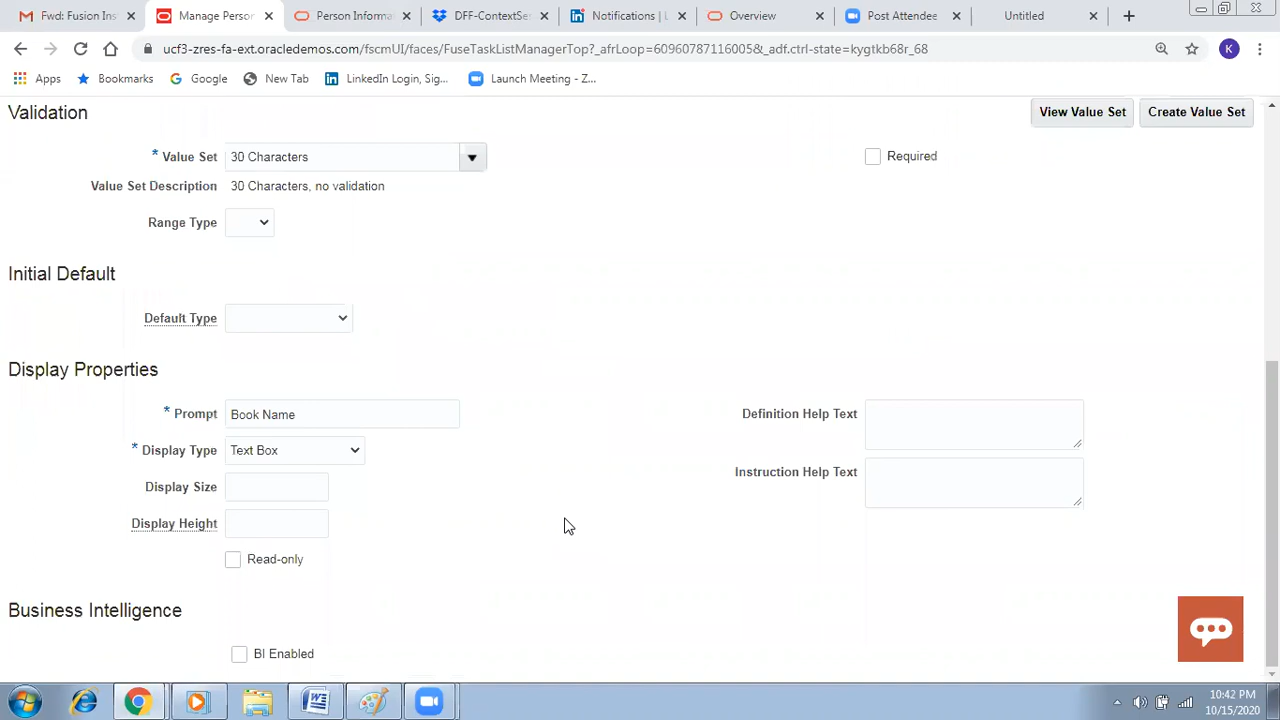 Fwd: Fusion Ins
Manage Person
Person Informa
DFF-ContextSe
Notifications | L
Overview
Post Attendee
Untitled
ucf3-zres-fa-ext.oracledemos.com/fscmUI/faces/FuseTaskListManagerTop?_afrLoop=60960787116005&_adf.ctrl-state=kygtkb68r_68
K
Apps
Bookmarks
Google
New Tab
LinkedIn Login, Sig...
Launch Meeting - Z...
Validation
View Value Set
Create Value Set
* Value Set 30 Characters
Required
Value Set Description 30 Characters, no validation
Range Type
Initial Default
Default Type
Display Properties
* Prompt Book Name
Definition Help Text
* Display Type Text Box
Instruction Help Text
Display Size
Display Height
Read-only
Business Intelligence
BI Enabled
10:42 PM
10/15/2020